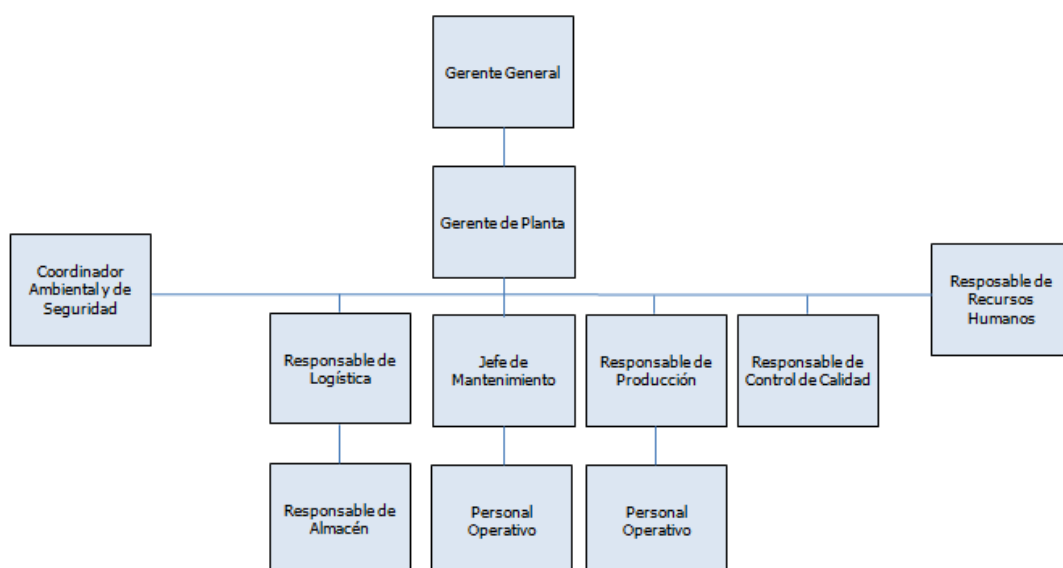 Gerente General
Gerente de Planta
Coordinador
Ambiental y de
Seguridad
Resposable de
Recursos
Humanos
Responsable de
Logística
Jefe de
Mantenimiento
Responsable de
Producción
Responsable de
Control de Calidad
Responsable de
Almacén
Personal
Operativo
Personal
Operativo